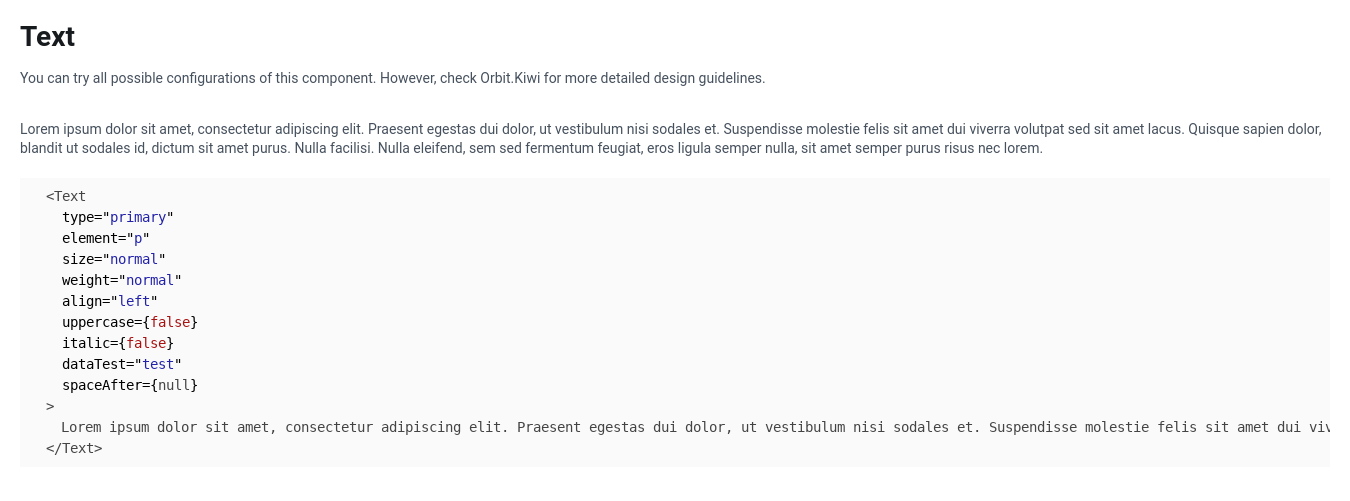 Text
You can try all possible configurations of this component. However, check Orbit.Kiwi for more detailed design guidelines.
Lorem ipsum dolor sit amet, consectetur adipiscing elit. Praesent egestas dui dolor, ut vestibulum nisi sodales et. Suspendisse molestie felis sit amet dui viverra volutpat sed sit amet lacus. Quisque sapien dolor,
blandit ut sodales id, dictum sit amet purus. Nulla facilisi. Nulla eleifend, sem sed fermentum feugiat, eros ligula semper nulla, sit amet semper purus risus nec lorem.
<Text
type="primary"
element="p"
size="normal"
weight="normal"
align="left"
uppercase={false}
italic={false}
dataTest="test"
spaceAfter={null}
>
Lorem ipsum dolor sit amet, consectetur adipiscing elit. Praesent egestas dui dolor, ut vestibulum nisi sodales et. Suspendisse molestie felis sit amet dui viv
</Text>